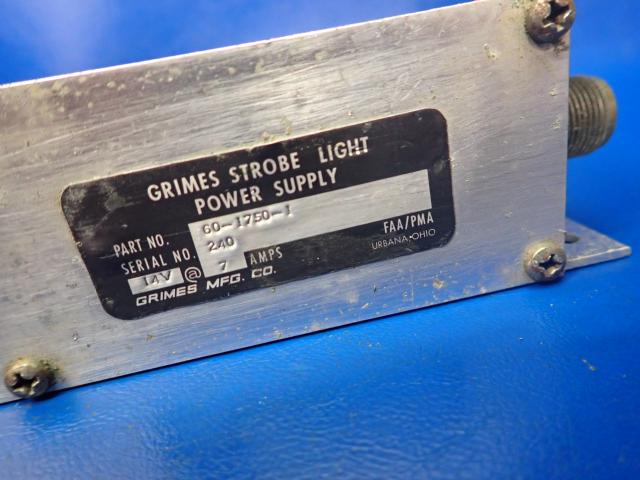 GRIMES STROBE LIGHT
POWER SUPPLY
PART NO. 60-1750-1
SERIAL NO. 240
14V @ 7 AMPS
FAA/PMA
URBANA, OHIO
GRIMES MFG. CO.